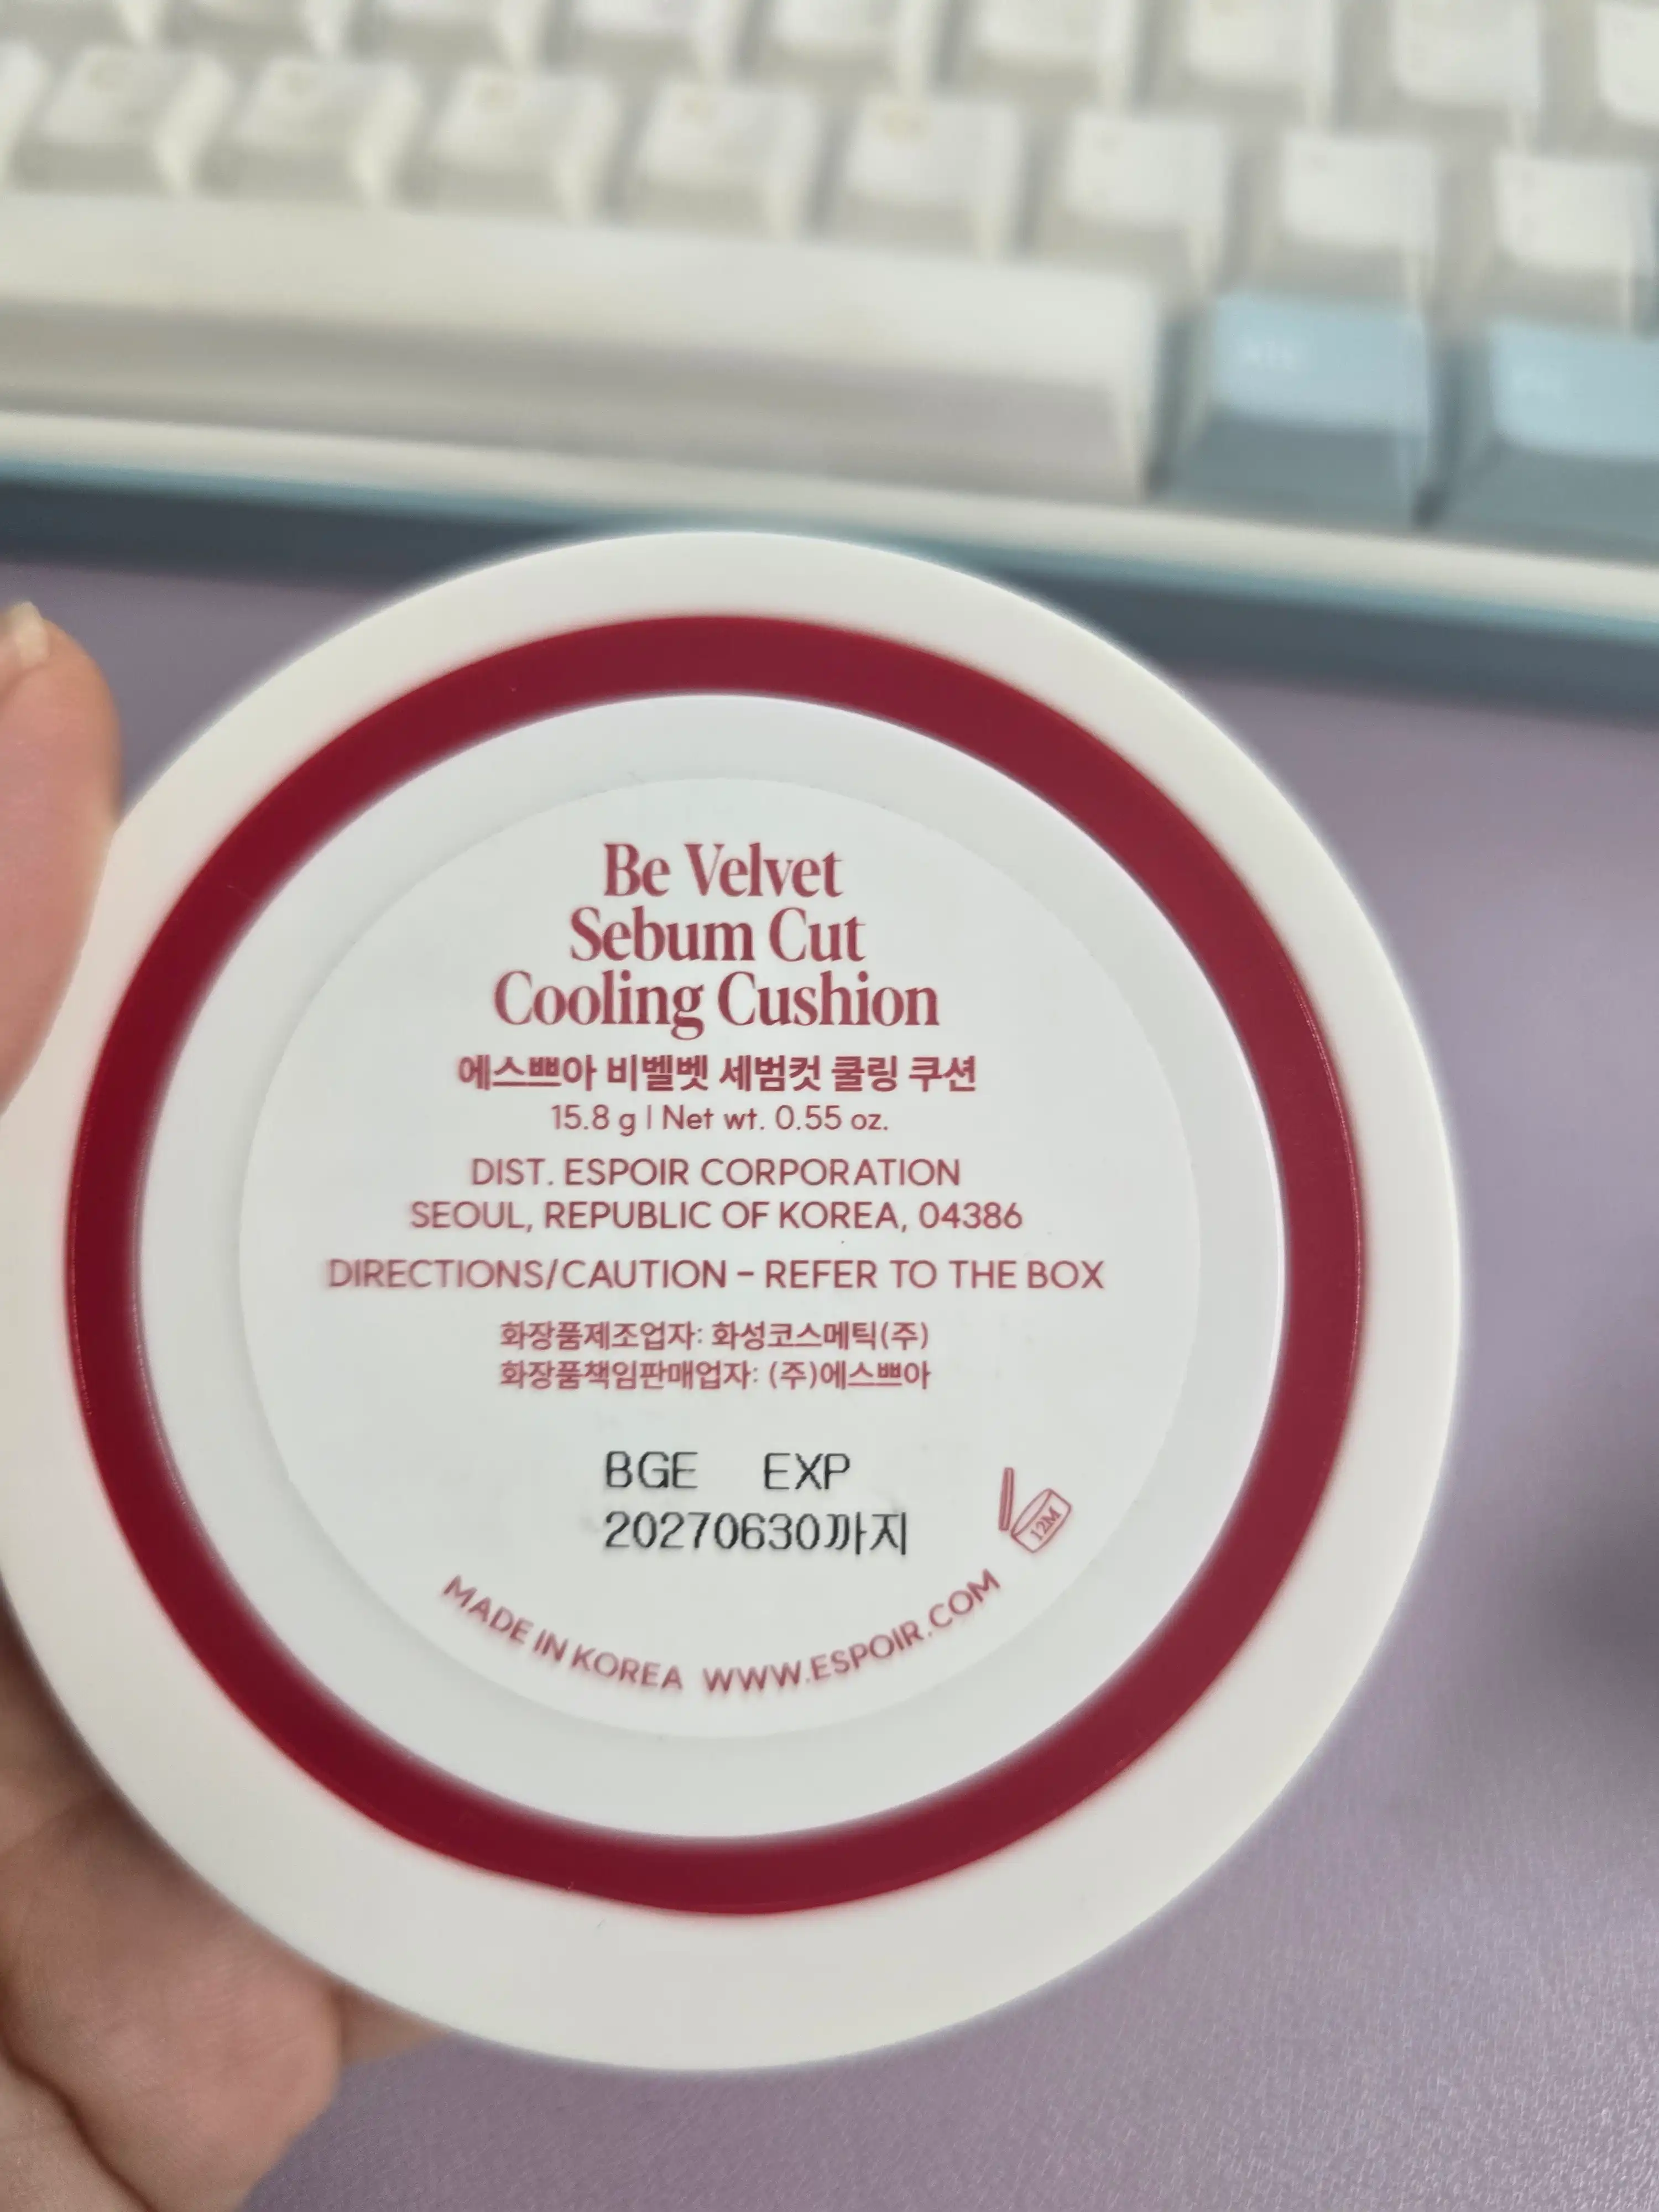 Be Velvet
Sebum Cut
Cooling Cushion
에스쁘아 비벨벳 세범컷 쿨링 쿠션
15.8 g | Net wt. 0.55 oz.
DIST. ESPOIR CORPORATION
SEOUL, REPUBLIC OF KOREA, 04386
DIRECTIONS/CAUTION - REFER TO THE BOX
화장품제조업자: 화성코스메틱(주)
화장품책임판매업자: (주)에스쁘아
BGE EXP
20270630까지
12M
MADE IN KOREA WWW.ESPOIR.COM